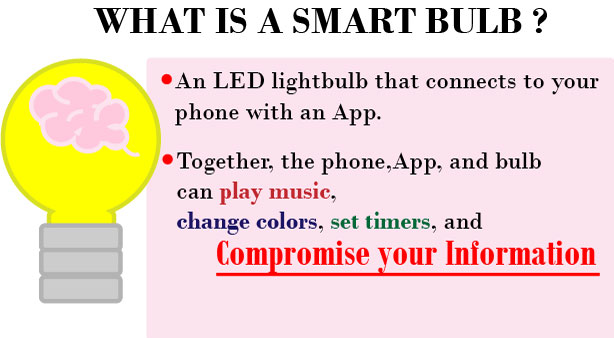 WHAT IS A SMART BULB ?
•An LED lightbulb that connects to your
phone with an App.
•Together, the phone,App, and bulb
can play music,
change colors, set timers, and
Compromise your Information